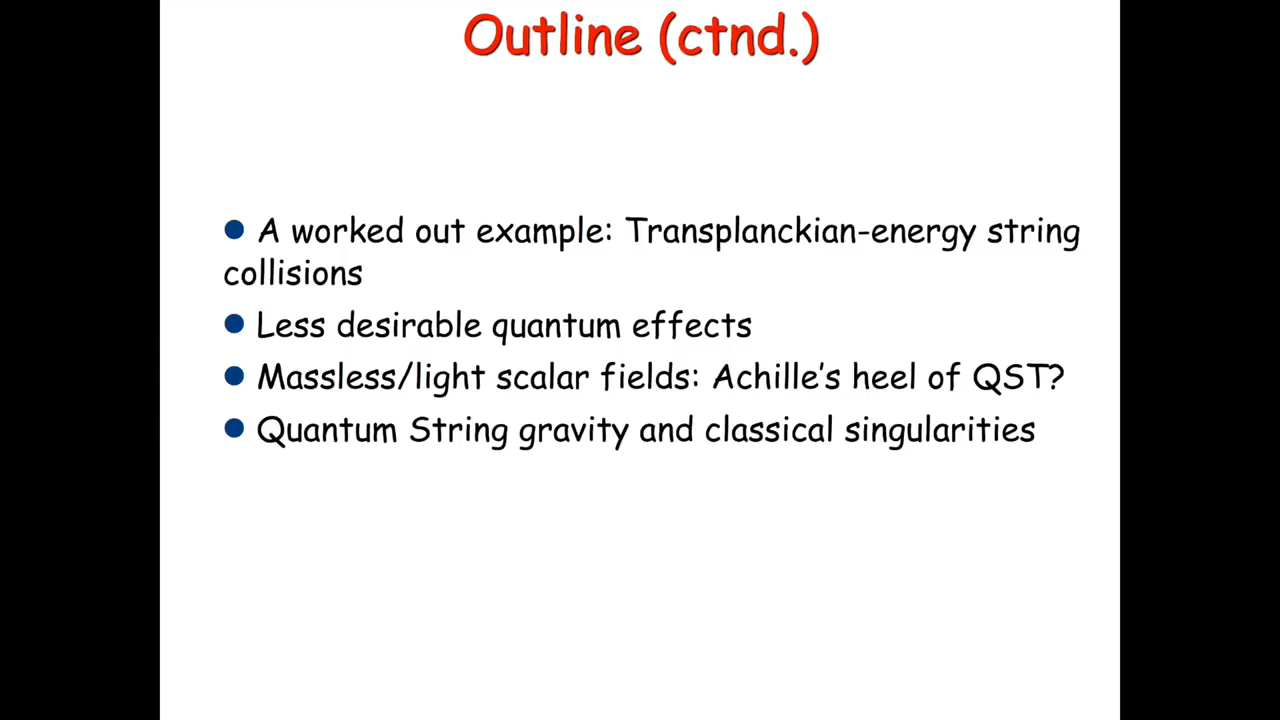 Outline (ctnd.)
● A worked out example: Transplanckian-energy string
collisions
● Less desirable quantum effects
● Massless/light scalar fields: Achille’s heel of QST?
● Quantum String gravity and classical singularities